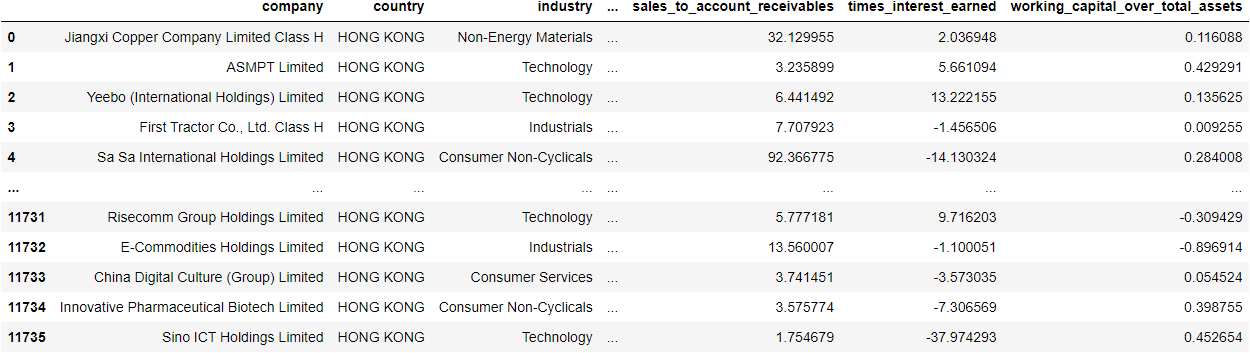 company country industry ... sales_to_account_receivables times_interest_earned working_capital_over_total_assets
0 Jiangxi Copper Company Limited Class H HONG KONG Non-Energy Materials ... 32.129955 2.036948 0.116088
1 ASMPT Limited HONG KONG Technology ... 3.235899 5.661094 0.429291
2 Yeebo (International Holdings) Limited HONG KONG Technology ... 6.441492 13.222155 0.135625
3 First Tractor Co., Ltd. Class H HONG KONG Industrials ... 7.707923 -1.456506 0.009255
4 Sa Sa International Holdings Limited HONG KONG Consumer Non-Cyclicals ... 92.366775 -14.130324 0.284008
... ... ... ... ... ... ... ...
11731 Risecomm Group Holdings Limited HONG KONG Technology ... 5.777181 9.716203 -0.309429
11732 E-Commodities Holdings Limited HONG KONG Industrials ... 13.560007 -1.100051 -0.896914
11733 China Digital Culture (Group) Limited HONG KONG Consumer Services ... 3.741451 -3.573035 0.054524
11734 Innovative Pharmaceutical Biotech Limited HONG KONG Consumer Non-Cyclicals ... 3.575774 -7.306569 0.398755
11735 Sino ICT Holdings Limited HONG KONG Technology ... 1.754679 -37.974293 0.452654